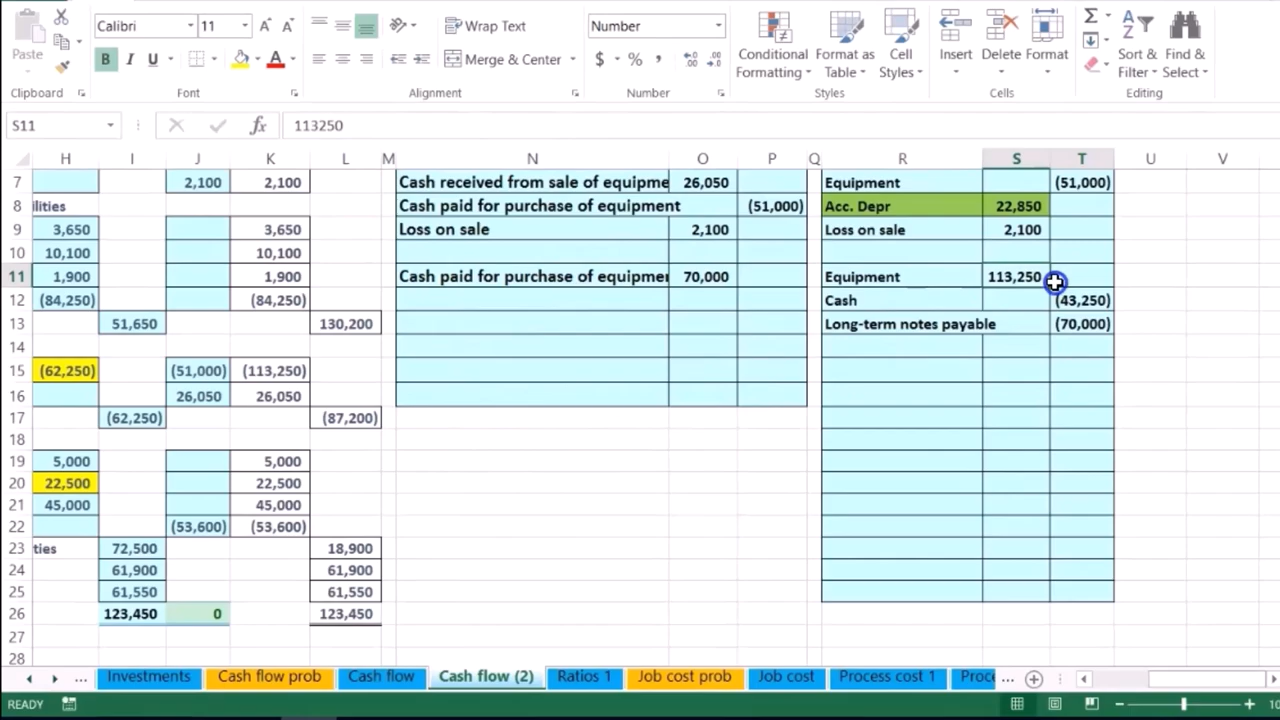 Calibri 11 Wrap Text Number
Paste B I U Merge & Center $ % , Conditional Formatting Format as Table Cell Styles Insert Delete Format Sort & Filter Find & Select
Clipboard Font Alignment Number Styles Cells Editing
S11 fx 113250
H I J K L M N O P Q R S T U V
7 2,100 2,100 Cash received from sale of equipme 26,050 Equipment (51,000)
8 ilities Cash paid for purchase of equipment (51,000) Acc. Depr 22,850
9 3,650 3,650 Loss on sale 2,100 Loss on sale 2,100
10 10,100 10,100
11 1,900 1,900 Cash paid for purchase of equipmer 70,000 Equipment 113,250
12 (84,250) (84,250) Cash (43,250)
13 51,650 130,200 Long-term notes payable (70,000)
14
15 (62,250) (51,000) (113,250)
16 26,050 26,050
17 (62,250) (87,200)
18
19 5,000 5,000
20 22,500 22,500
21 45,000 45,000
22 (53,600) (53,600)
23 ties 72,500 18,900
24 61,900 61,900
25 61,550 61,550
26 123,450 0 123,450
27
28
... Investments Cash flow prob Cash flow Cash flow (2) Ratios 1 Job cost prob Job cost Process cost 1 Proce ...
READY 10